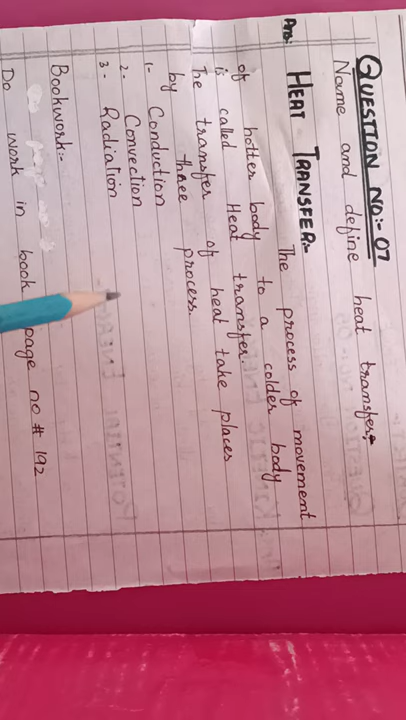 QUESTION NO:- 07
Name and define heat transfer.
Ans:- HEAT TRANSFER:-
The process of movement
of hotter body to a colder body
is called Heat transfer.
The transfer of heat take places
by three process.
1- Conduction
2- Convection
3- Radiation
Bookwork:-
Do work in book page no # 192